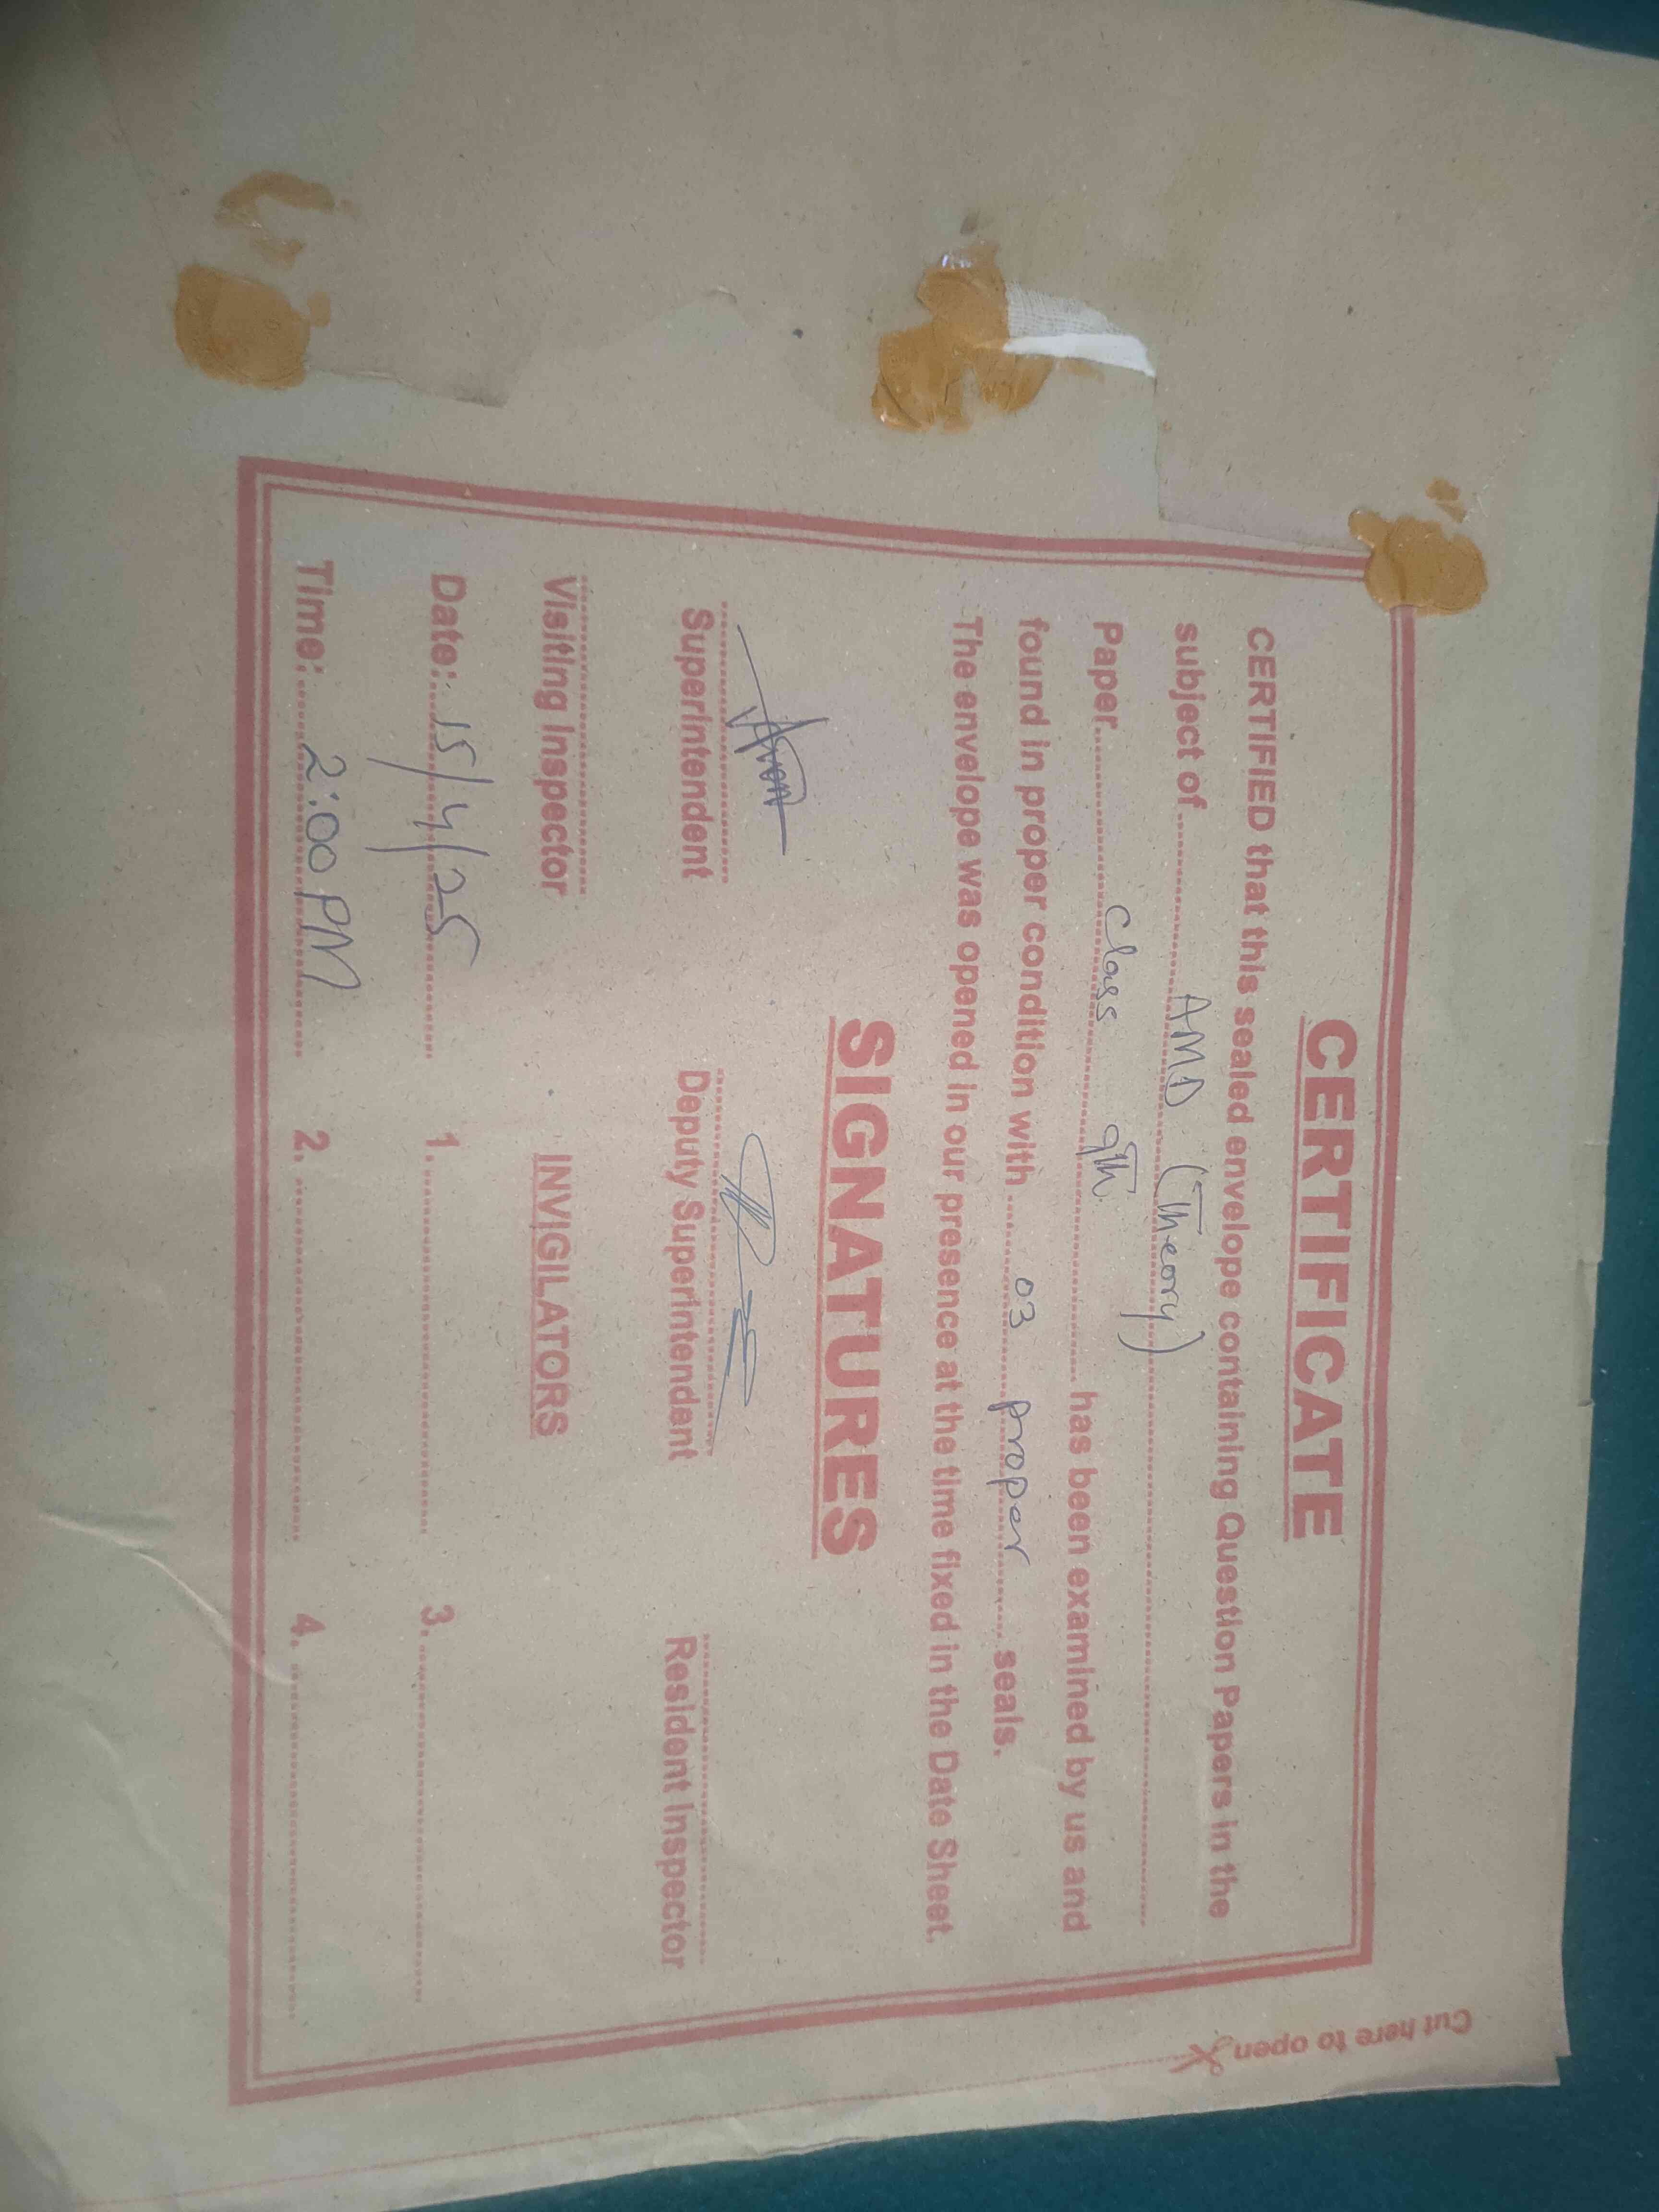 CERTIFICATE
CERTIFIED that this sealed envelope containing Question Papers in the
subject of .......... AMD (Theory) ..........
Paper.......... Class 9th .......... has been examined by us and
found in proper condition with ..... 03 proper ..... seals.
The envelope was opened in our presence at the time fixed in the Date Sheet.
SIGNATURES
Superintendent Deputy Superintendent Resident Inspector
Visiting Inspector INVIGILATORS
Date:. 15/4/25 1. .......... 3. ..........
Time:. 2:00 PM 2. .......... 4. ..........
Cut here to open